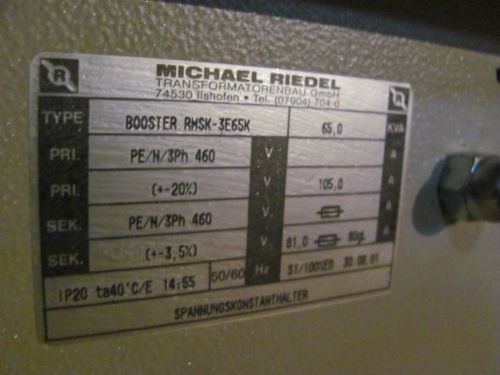 R MICHAEL RIEDEL
TRANSFORMATORENBAU GmbH
74530 Ilshofen • Tel. (07904) 704-0
TYPE BOOSTER RMSK-3E65K 65,0 KVA
PRI. PE/N/3Ph 460 V A
PRI. (+-20%) V 105,0 A
SEK. PE/N/3Ph 460 V A
SEK. (+-3,5%) V 81,0 80gL A
IP20 ta40°C/E 14:55 50/60 Hz S1/100%ED 30.08.01
SPANNUNGSKONSTANTHALTER